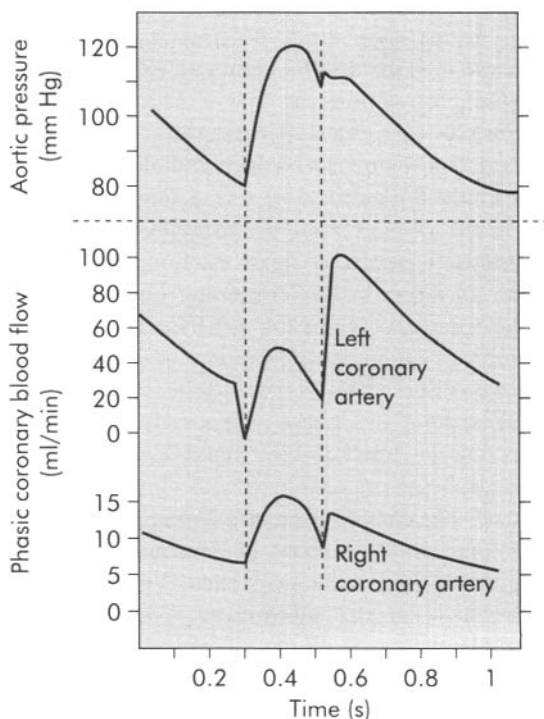 Aortic pressure
(mm Hg)
120
100
80
Phasic coronary blood flow
(ml/min)
100
80
60
40
20
0
Left
coronary
artery
15
10
5
0
Right
coronary artery
0.2
0.4
0.6
0.8
1
Time (s)